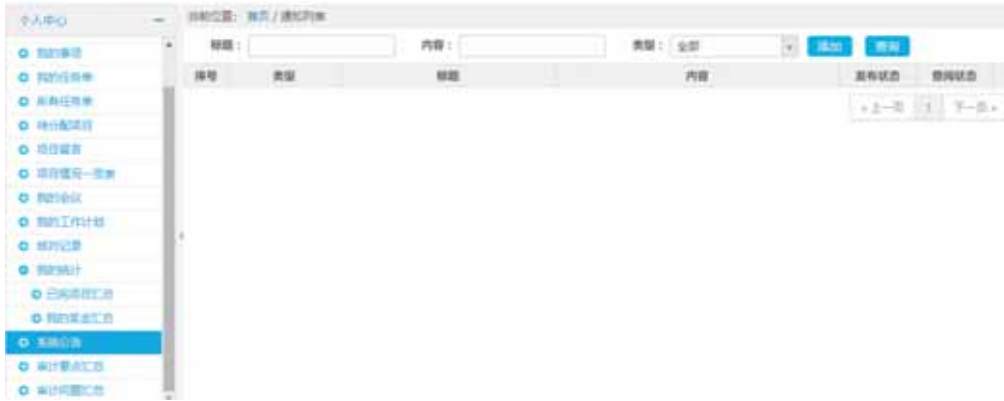 个人中心
当前位置: 首页 / 通知列表
标题:
内容:
类型: 全部
添加 查询
序号 类型 标题 内容 发布状态 查阅状态
« 上一页 1 下一页 »
我的事项
我的任务单
所有任务单
待分配项目
项目留言
项目情况一览表
我的会议
我的工作计划
我的统计
系统公告
审计要点汇总
审计问题汇总